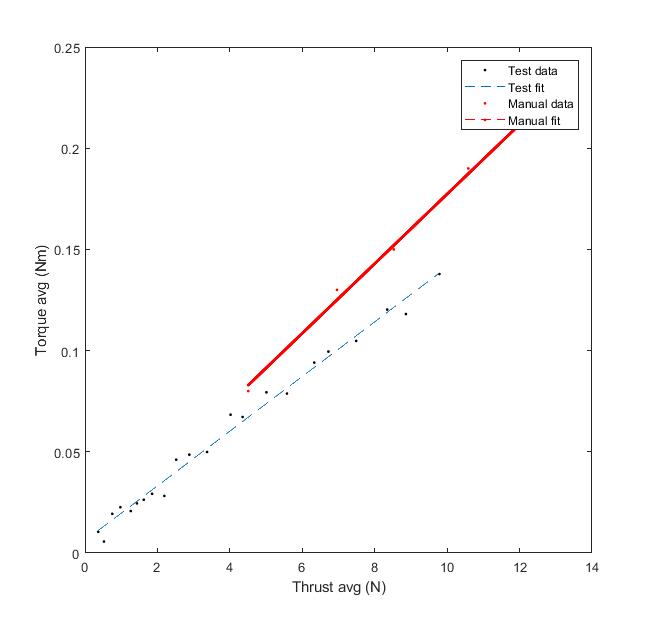 0.25
0.2
0.15
0.1
0.05
0
Torque avg (Nm)
Test data
Test fit
Manual data
Manual fit
0 2 4 6 8 10 12 14
Thrust avg (N)